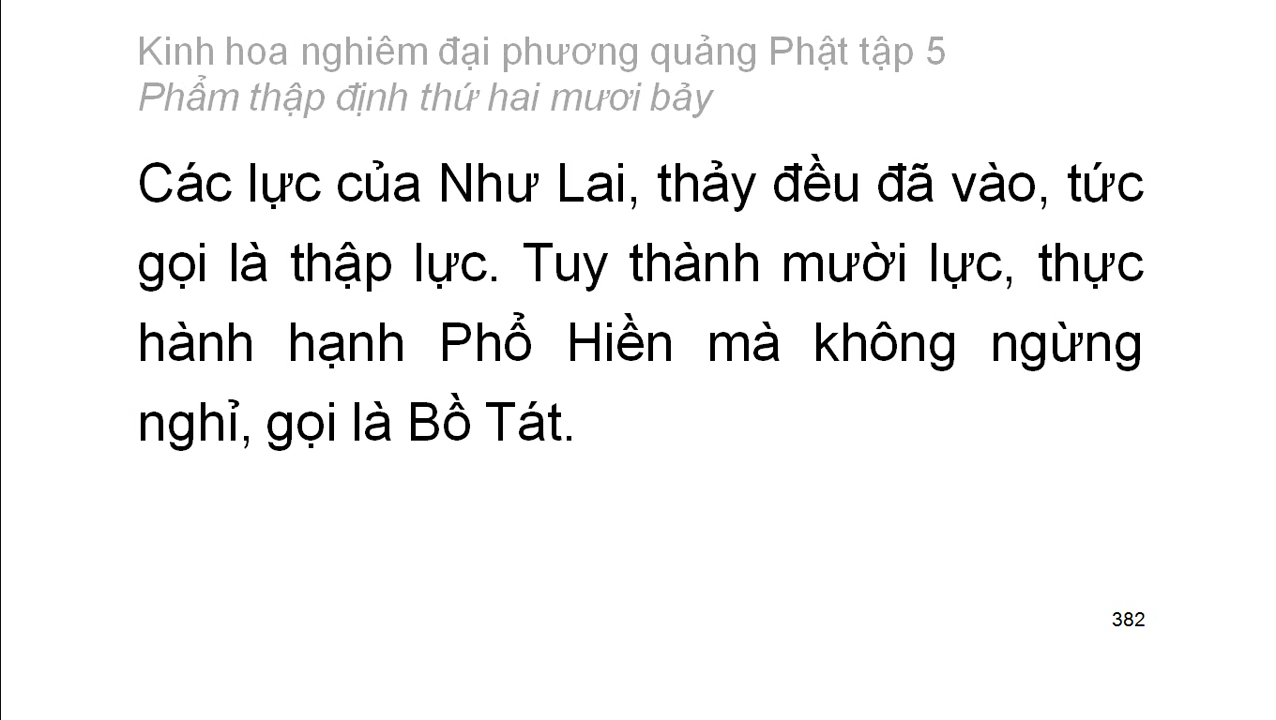 Kinh hoa nghiêm đại phương quảng Phật tập 5
Phẩm thập định thứ hai mươi bảy
Các lực của Như Lai, thảy đều đã vào, tức
gọi là thập lực. Tuy thành mười lực, thực
hành hạnh Phổ Hiền mà không ngừng
nghỉ, gọi là Bồ Tát.
382